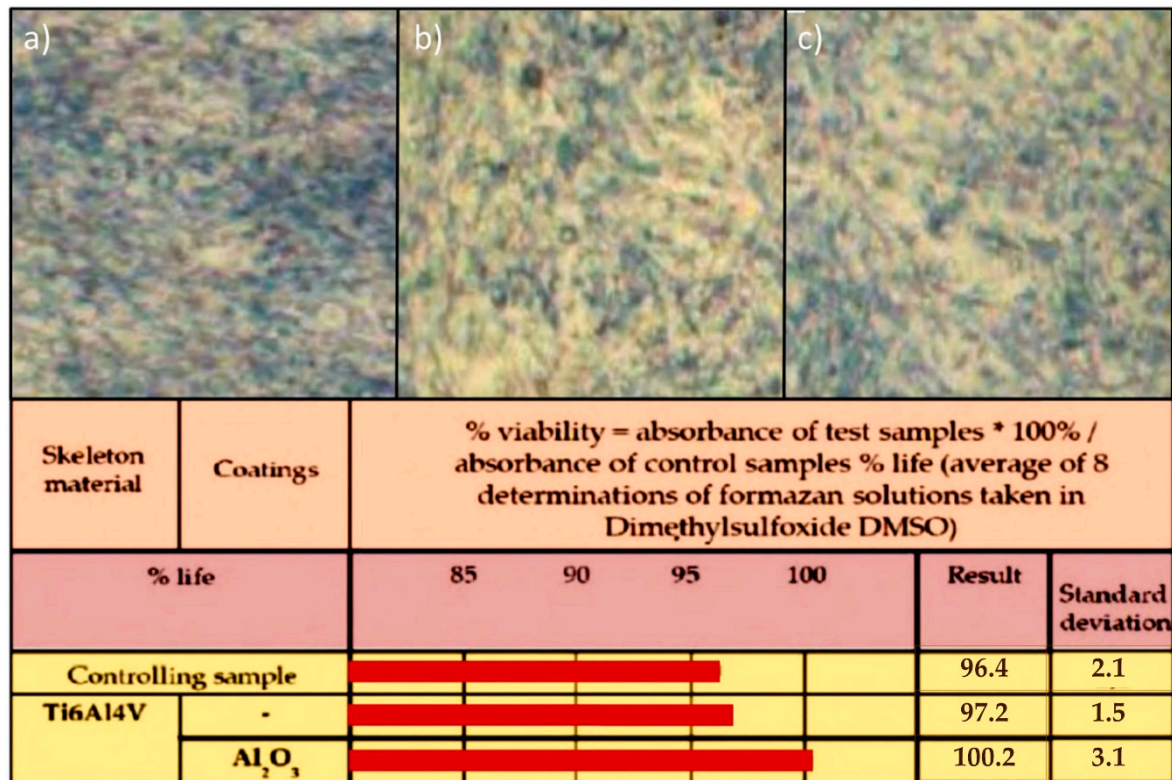 a)
b)
c)
Skeleton
material
Coatings
% viability = absorbance of test samples * 100% /
absorbance of control samples % life (average of 8
determinations of formazan solutions taken in
Dimethylsulfoxide DMSO)
% life
85 90 95 100
Result
Standard
deviation
Controlling sample 96.4 2.1
Ti6Al4V - 97.2 1.5
Al₂O₃ 100.2 3.1